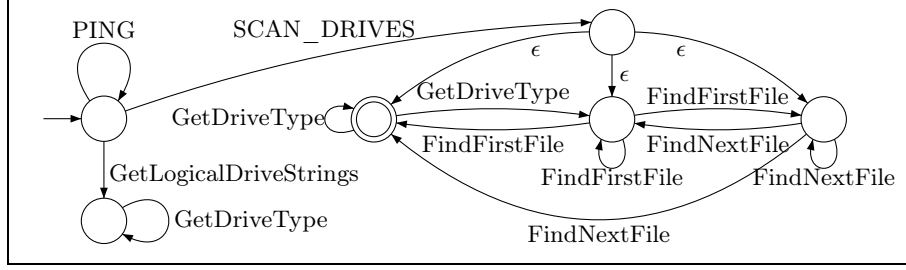 PING
SCAN_DRIVES
ϵ
ϵ
ϵ
GetDriveType
GetDriveType
FindFirstFile
FindFirstFile
FindNextFile
GetLogicalDriveStrings
FindFirstFile
FindNextFile
GetDriveType
FindNextFile